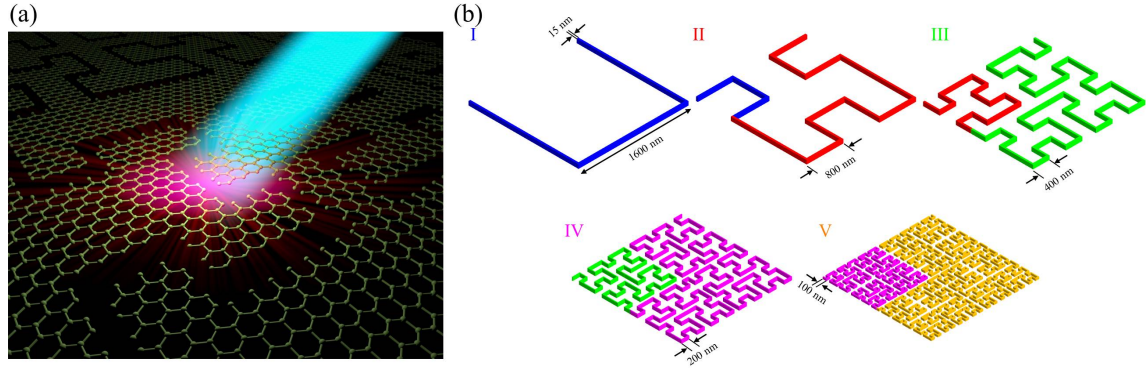 (a)
(b)
I
15 nm
1600 nm
II
800 nm
III
400 nm
IV
200 nm
V
100 nm